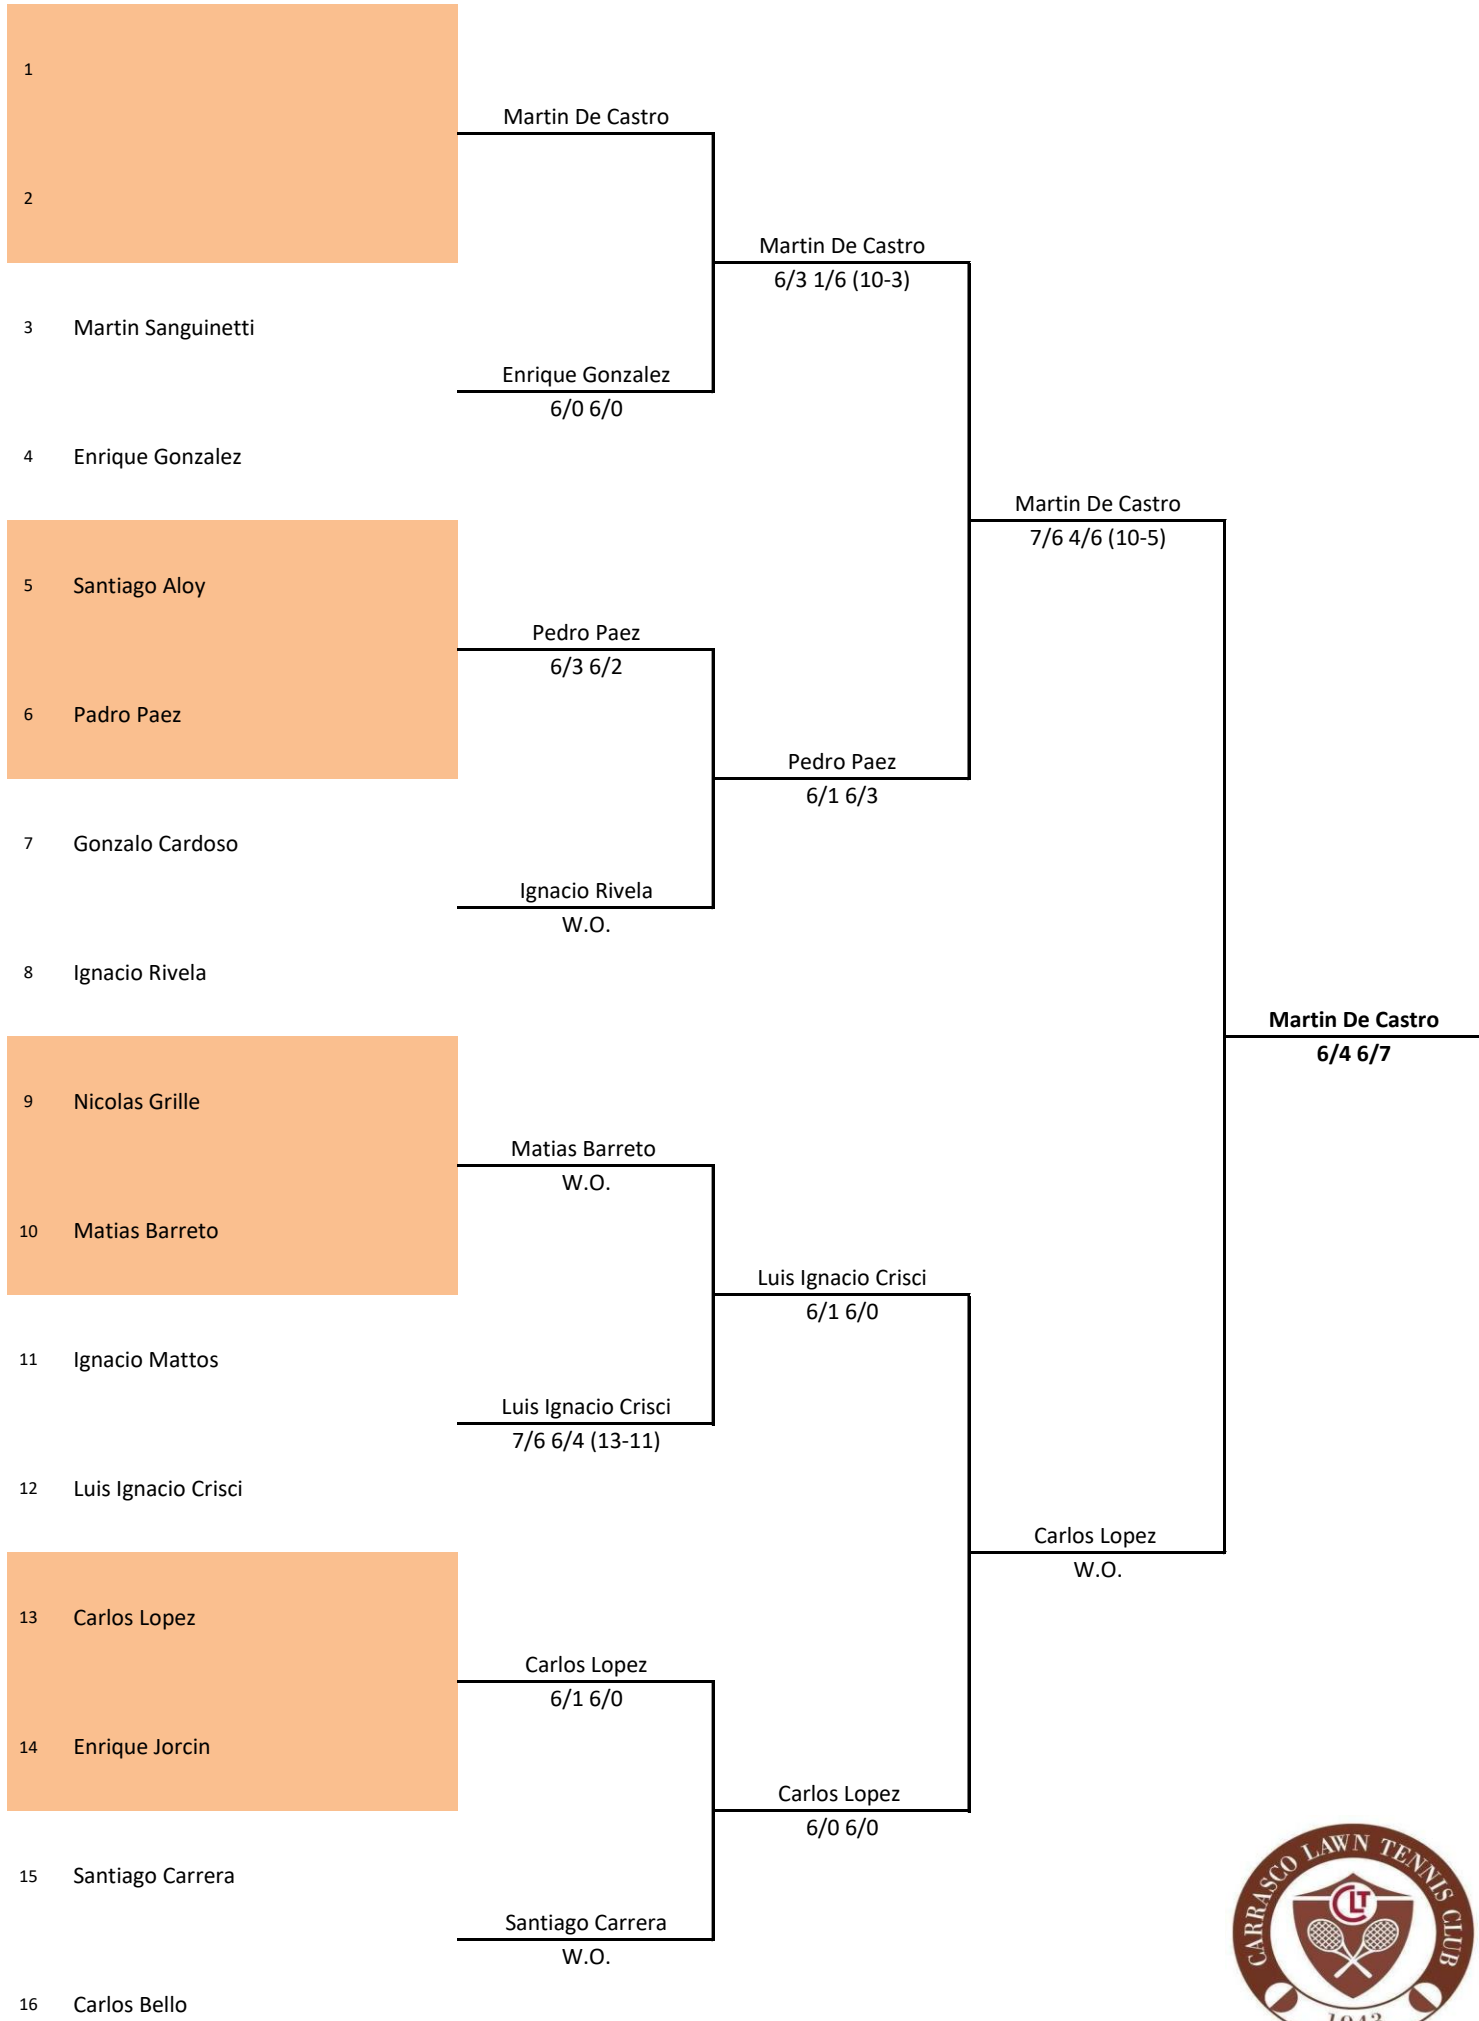 1
Martin De Castro
2
Martin De Castro
6/3 1/6 (10-3)
3 Martin Sanguinetti
Enrique Gonzalez
6/0 6/0
4 Enrique Gonzalez
Martin De Castro
7/6 4/6 (10-5)
5 Santiago Aloy
Pedro Paez
6/3 6/2
6 Padro Paez
Pedro Paez
6/1 6/3
7 Gonzalo Cardoso
Ignacio Rivela
W.O.
8 Ignacio Rivela
Martin De Castro
6/4 6/7
9 Nicolas Grille
Matias Barreto
W.O.
10 Matias Barreto
Luis Ignacio Crisci
6/1 6/0
11 Ignacio Mattos
Luis Ignacio Crisci
7/6 6/4 (13-11)
12 Luis Ignacio Crisci
Carlos Lopez
W.O.
13 Carlos Lopez
Carlos Lopez
6/1 6/0
14 Enrique Jorcin
Carlos Lopez
6/0 6/0
15 Santiago Carrera
Santiago Carrera
W.O.
16 Carlos Bello
CARRASCO LAWN TENNIS CLUB
CLT
1943